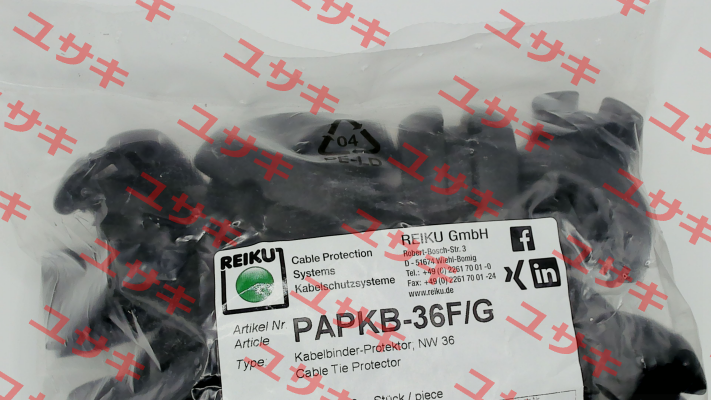 ユサキ
04
PE-LD
REIKU
Cable Protection
Systems
Kabelschutzsysteme
REIKU GmbH
Robert-Bosch-Str. 3
D - 51674 Wiehl-Bomig
Tel.: +49 (0) 2261 70 01 -0
Fax: +49 (0) 2261 70 01 -24
www.reiku.de
f
in
Artikel Nr
Article
PAPKB-36F/G
Type
Kabelbinder-Protektor, NW 36
Cable Tie Protector
Stück / piece